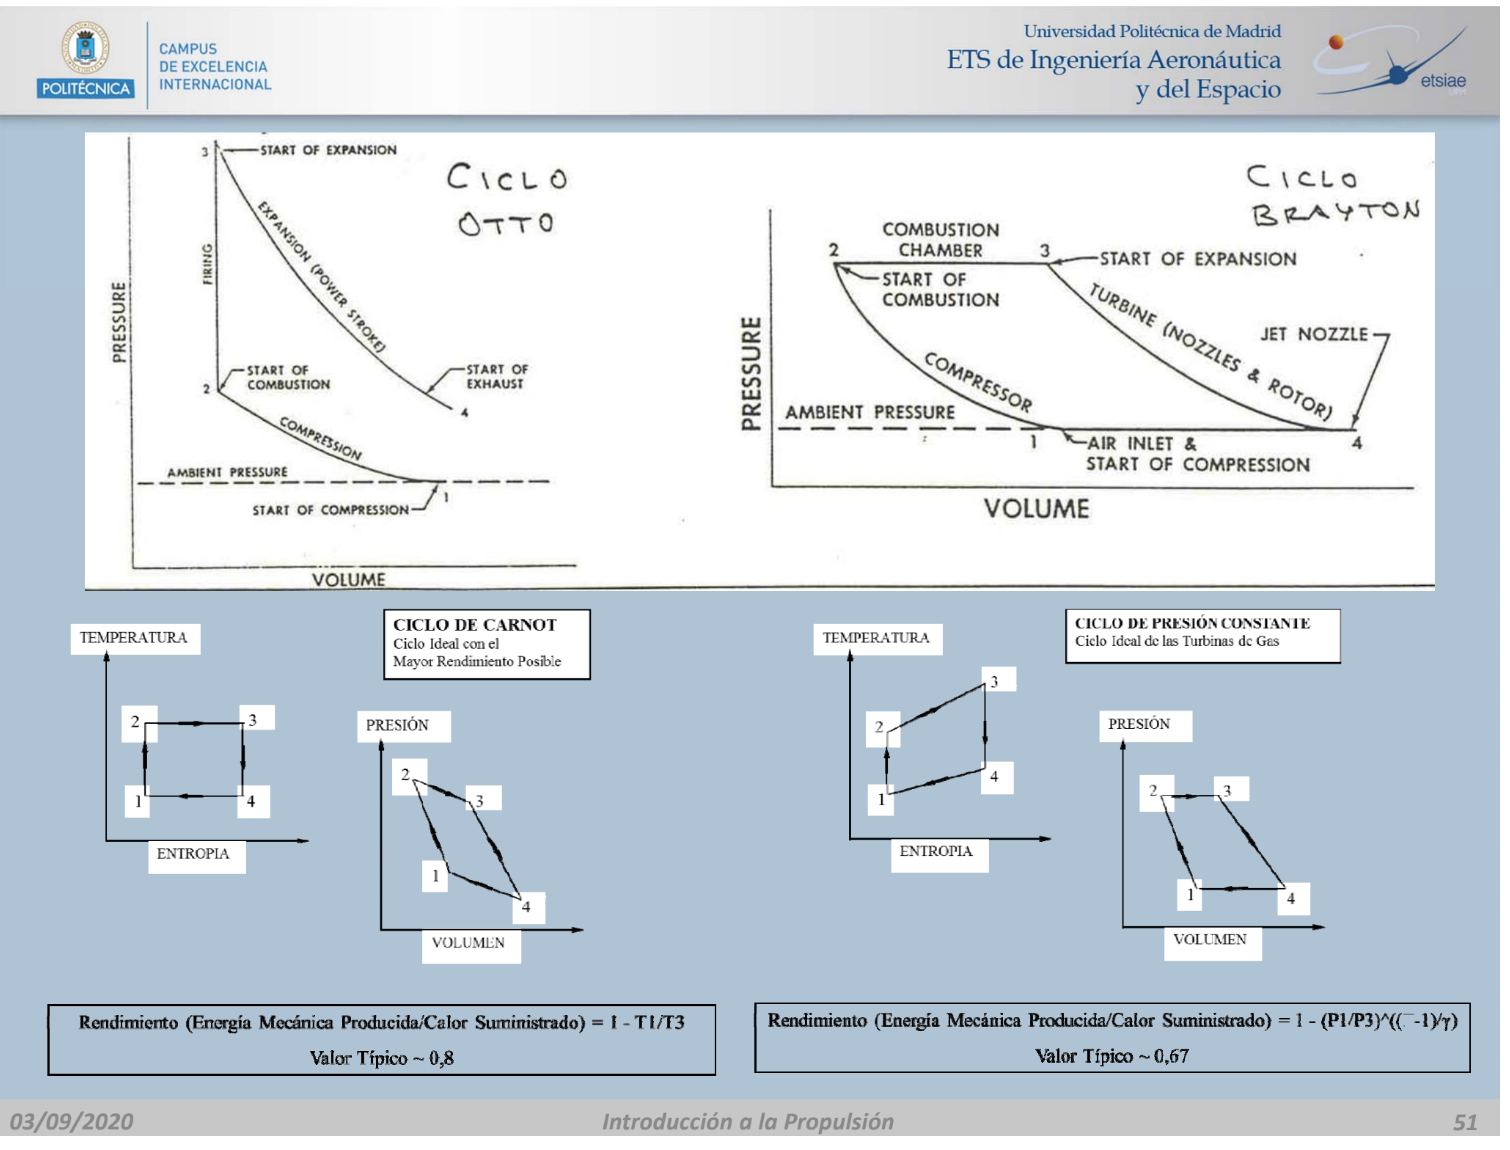 POLITÉCNICA
CAMPUS
DE EXCELENCIA
INTERNACIONAL
Universidad Politécnica de Madrid
ETS de Ingeniería Aeronáutica
y del Espacio
etsiae
PRESSURE
3
START OF EXPANSION
CICLO
OTTO
EXPANSION (POWER STROKE)
FIRING
START OF
COMBUSTION
2
START OF
EXHAUST
4
COMPRESSION
AMBIENT PRESSURE
1
START OF COMPRESSION
VOLUME
CICLO
BRAYTON
PRESSURE
COMBUSTION
CHAMBER
2
3
START OF EXPANSION
START OF
COMBUSTION
TURBINE (NOZZLES & ROTOR)
JET NOZZLE
COMPRESSOR
AMBIENT PRESSURE
1
AIR INLET &
START OF COMPRESSION
4
VOLUME
TEMPERATURA
CICLO DE CARNOT
Ciclo Ideal con el
Mayor Rendimiento Posible
2
3
1
4
ENTROPIA
PRESIÓN
2
3
1
4
VOLUMEN
TEMPERATURA
CICLO DE PRESIÓN CONSTANTE
Ciclo Ideal de las Turbinas de Gas
3
2
4
1
ENTROPIA
PRESIÓN
2
3
1
4
VOLUMEN
Rendimiento (Energía Mecánica Producida/Calor Suministrado) = 1 - T1/T3
Valor Típico ~ 0,8
Rendimiento (Energía Mecánica Producida/Calor Suministrado) = 1 - (P1/P3)^((-1)/γ)
Valor Típico ~ 0,67
03/09/2020
Introducción a la Propulsión
51